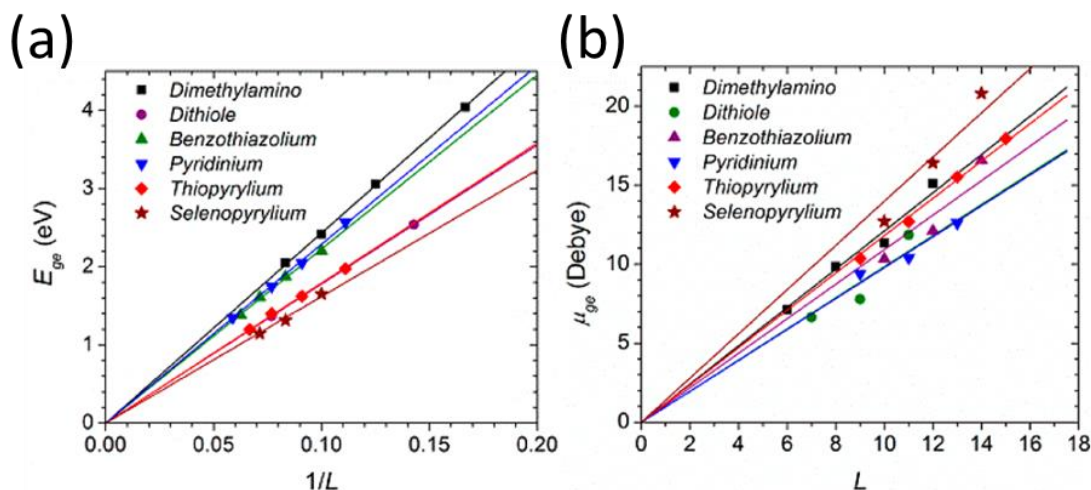 (a)
(b)
E_ge (eV)
4
3
2
1
0
Dimethylamino
Dithiole
Benzothiazolium
Pyridinium
Thiopyrylium
Selenopyrylium
0.00 0.05 0.10 0.15 0.20
1/L
μ_ge (Debye)
20
15
10
5
0
Dimethylamino
Dithiole
Benzothiazolium
Pyridinium
Thiopyrylium
Selenopyrylium
0 2 4 6 8 10 12 14 16 18
L